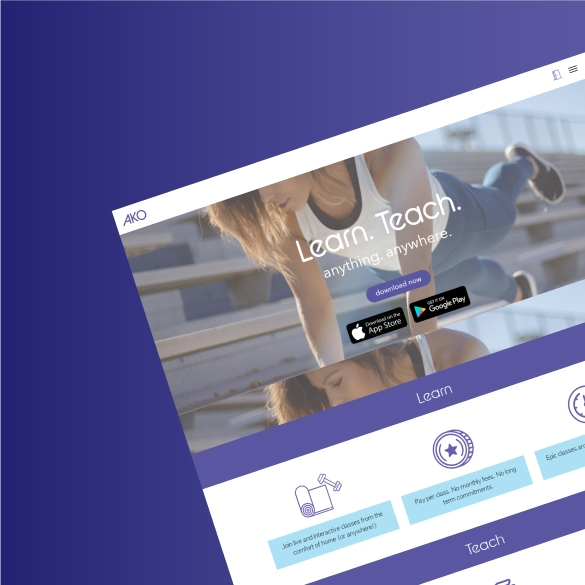 AKO
Learn. Teach.
anything. anywhere.
download now
Download on the
App Store
GET IT ON
Google Play
Learn
Join live and interactive classes from the
comfort of home (or anywhere!)
Pay per class. No monthly fees. No long
term commitments.
Epic classes
Teach